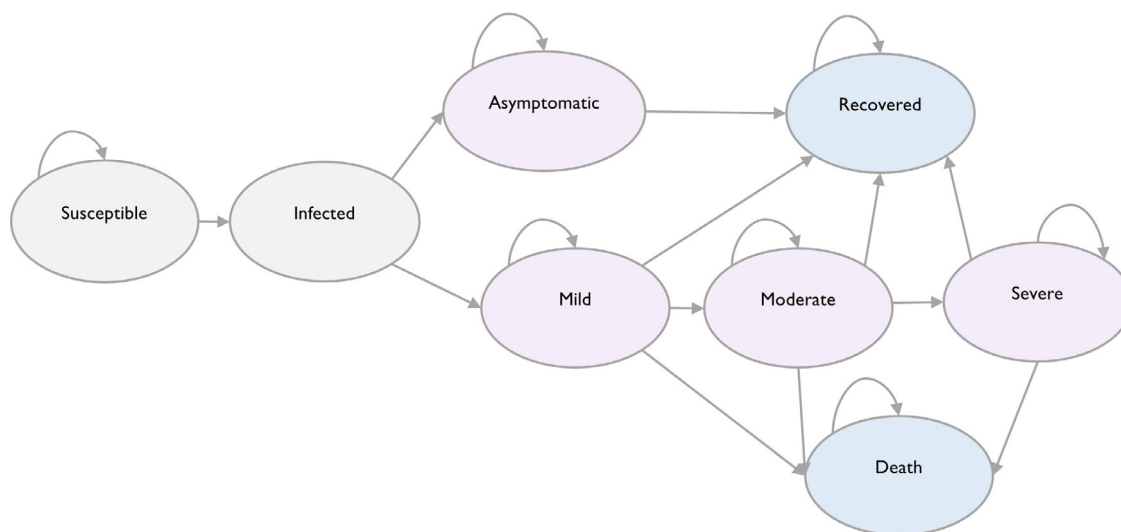 Asymptomatic
Recovered
Susceptible
Infected
Mild
Moderate
Severe
Death